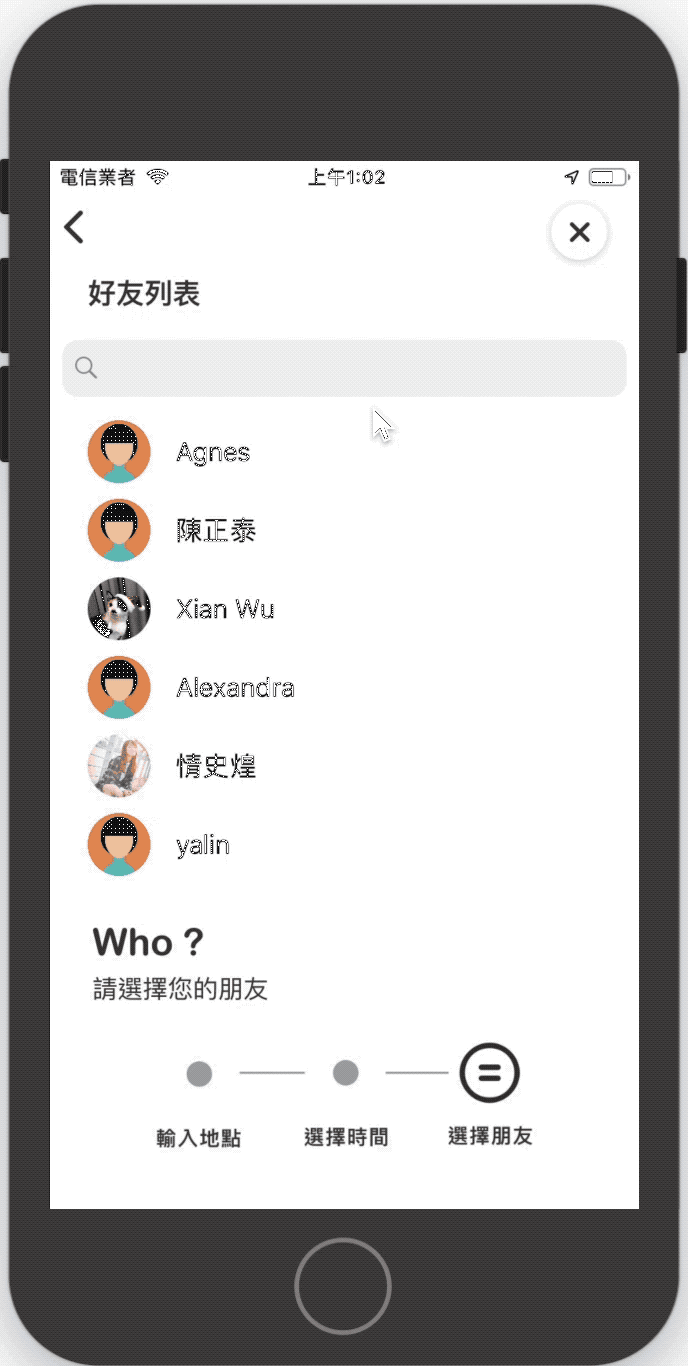 電信業者
上午1:02
好友列表
Agnes
陳正泰
Xian Wu
Alexandra
情史煌
yalin
Who ?
請選擇您的朋友
輸入地點
選擇時間
選擇朋友